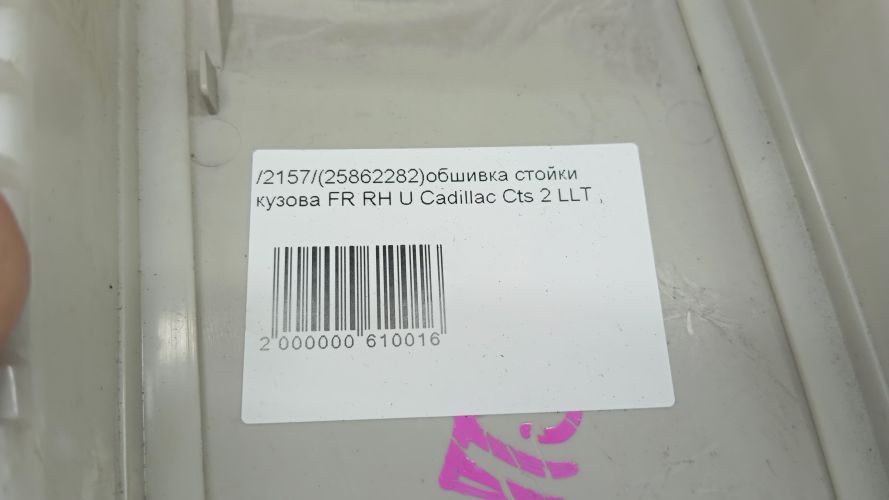 /2157/(25862282)обшивка стойки
кузова FR RH U Cadillac Cts 2 LLT ,
2 000000 610016